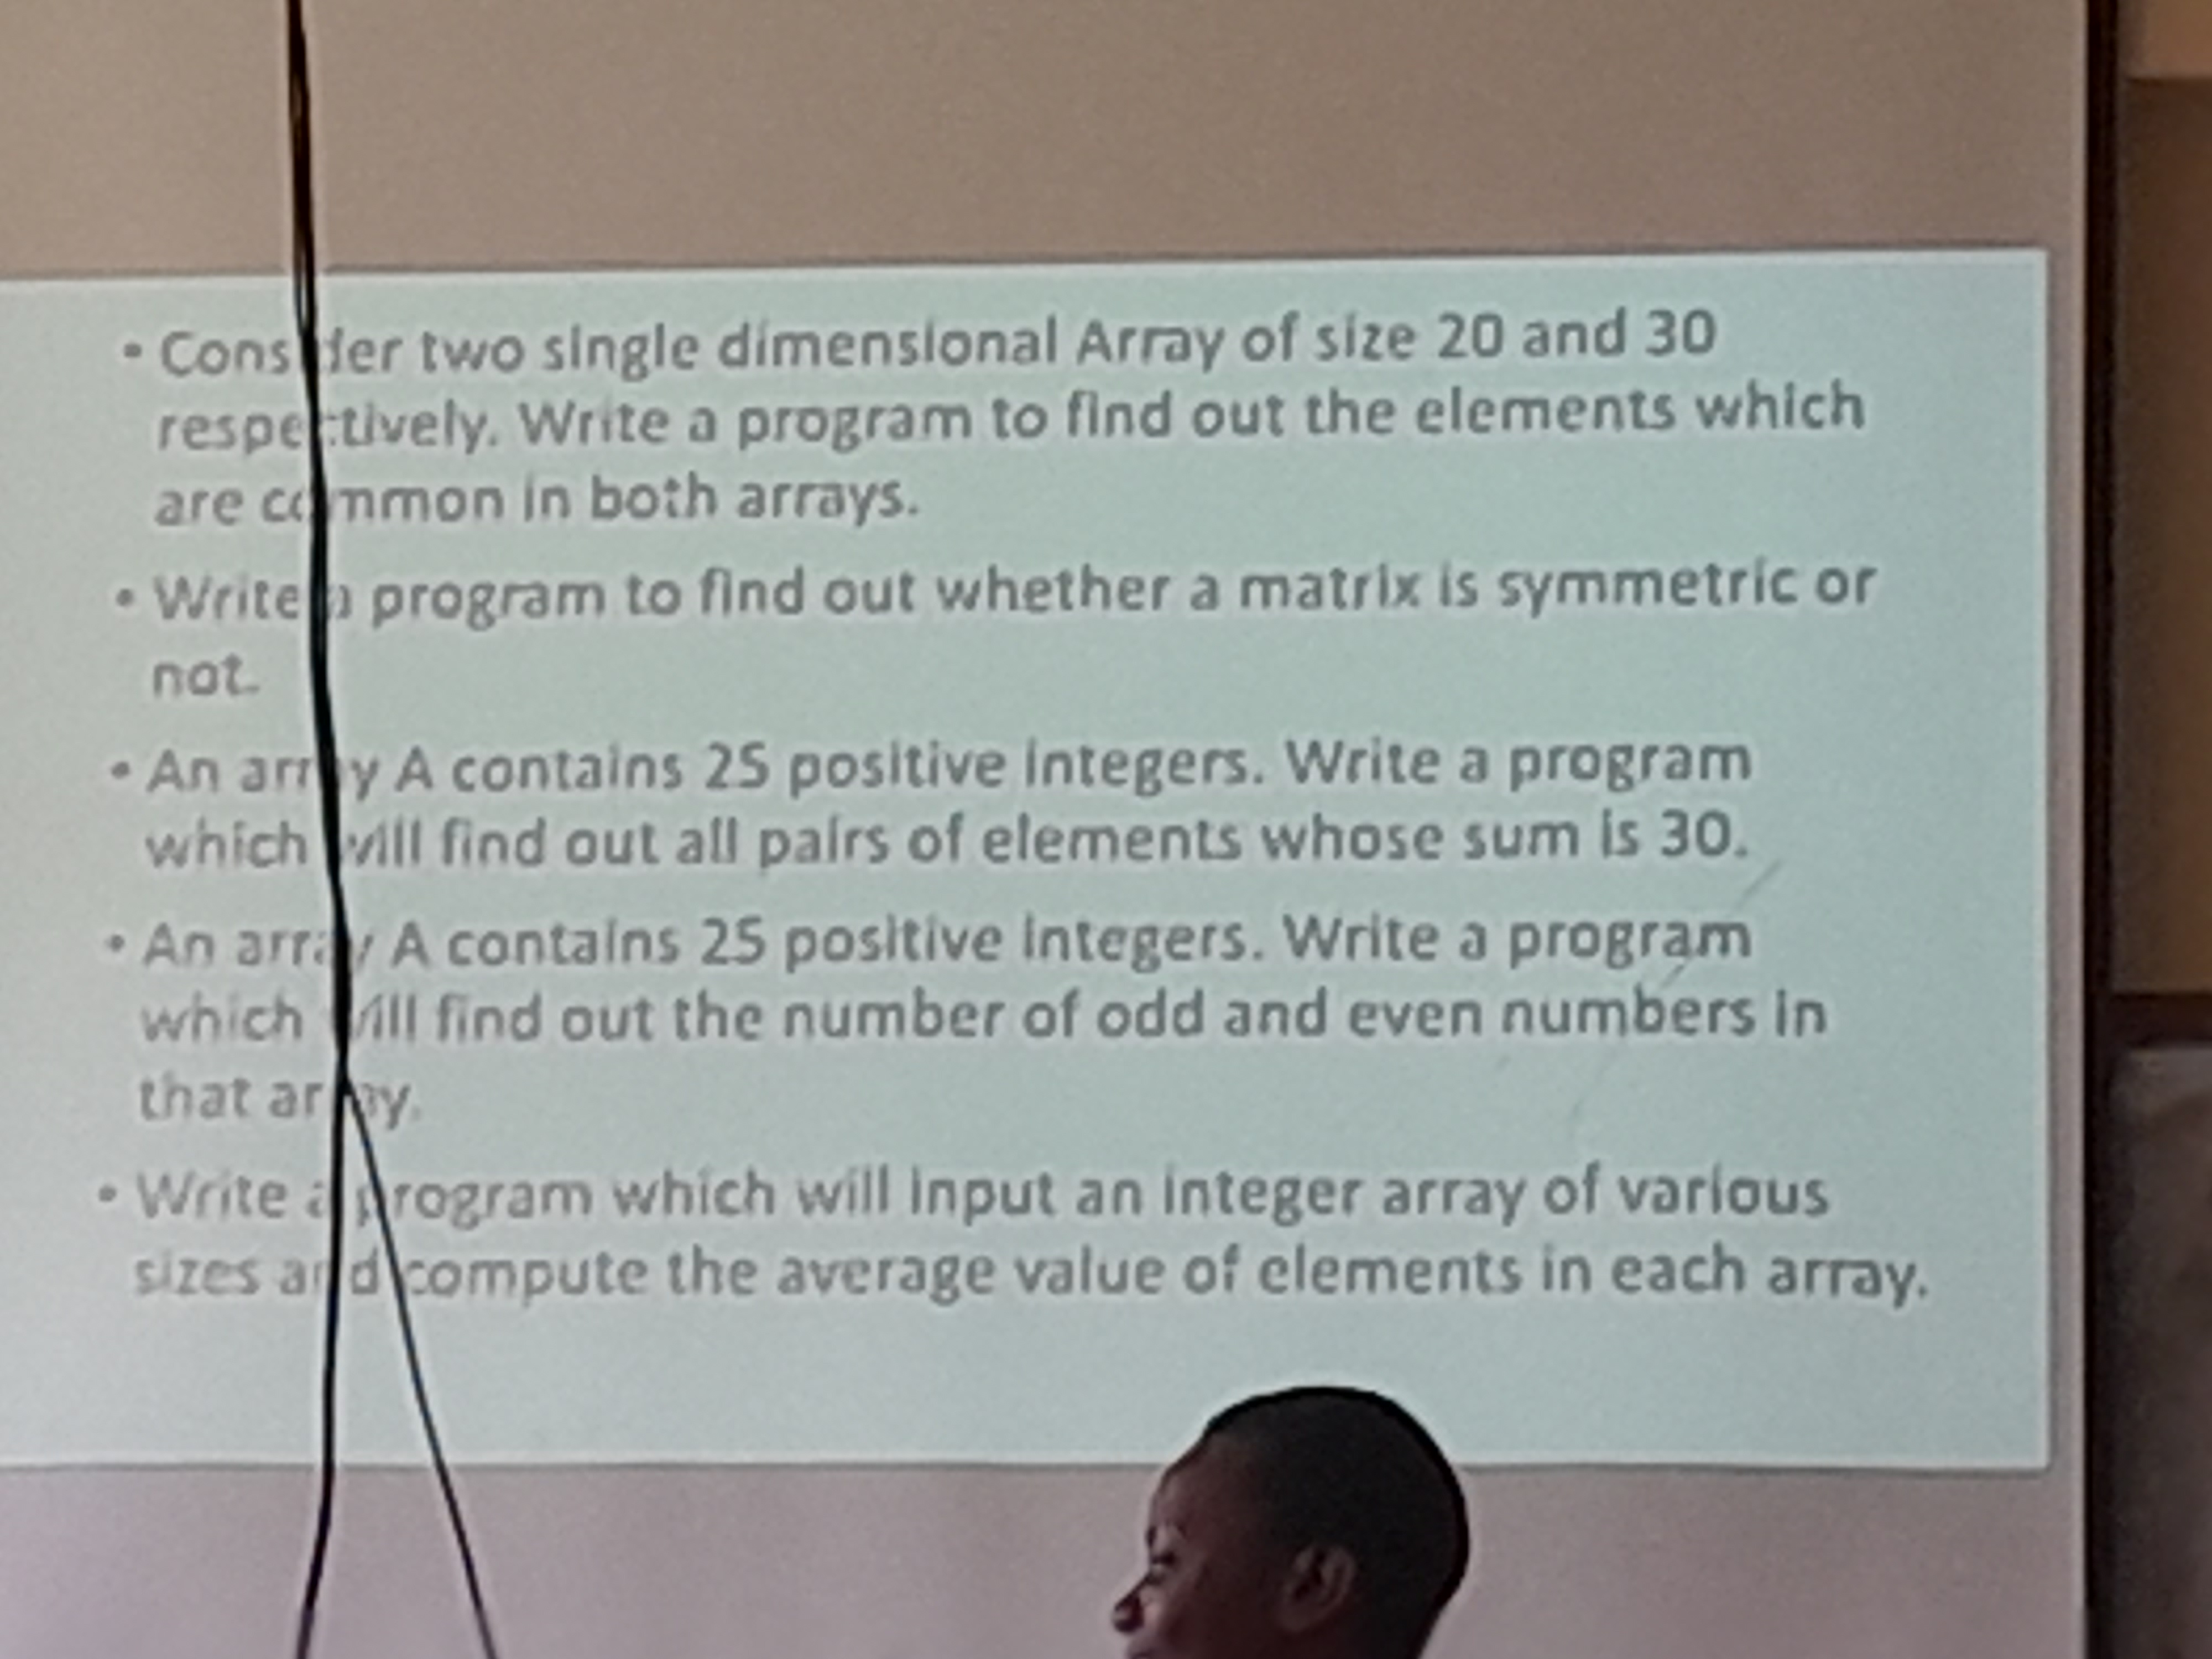 • Consider two single dimensional Array of size 20 and 30
respectively. Write a program to find out the elements which
are common in both arrays.
• Write a program to find out whether a matrix is symmetric or
not.
• An array A contains 25 positive integers. Write a program
which will find out all pairs of elements whose sum is 30.
• An array A contains 25 positive integers. Write a program
which will find out the number of odd and even numbers in
that array.
• Write a program which will input an integer array of various
sizes and compute the average value of elements in each array.